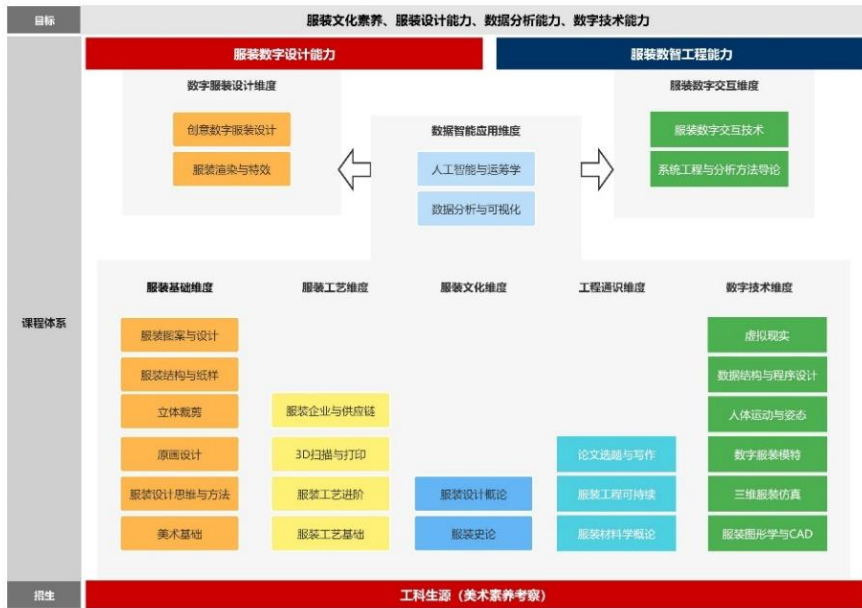 目标
服装文化素养、服装设计能力、数据分析能力、数字技术能力
服装数字设计能力
服装数智工程能力
数字服装设计维度
创意数字服装设计
服装渲染与特效
数据智能应用维度
人工智能与运筹学
数据分析与可视化
服装数字交互维度
服装数字交互技术
系统工程与分析方法导论
课程体系
服装基础维度
服装图案与设计
服装结构与纸样
立体裁剪
原画设计
服装设计思维与方法
美术基础
服装工艺维度
服装企业与供应链
3D扫描与打印
服装工艺进阶
服装工艺基础
服装文化维度
服装设计概论
服装史论
工程通识维度
论文选题与写作
服装工程可持续
服装材料学概论
数字技术维度
虚拟现实
数据结构与程序设计
人体运动与姿态
数字服装模特
三维服装仿真
服装图形学与CAD
招生
工科生源（美术素养考察）